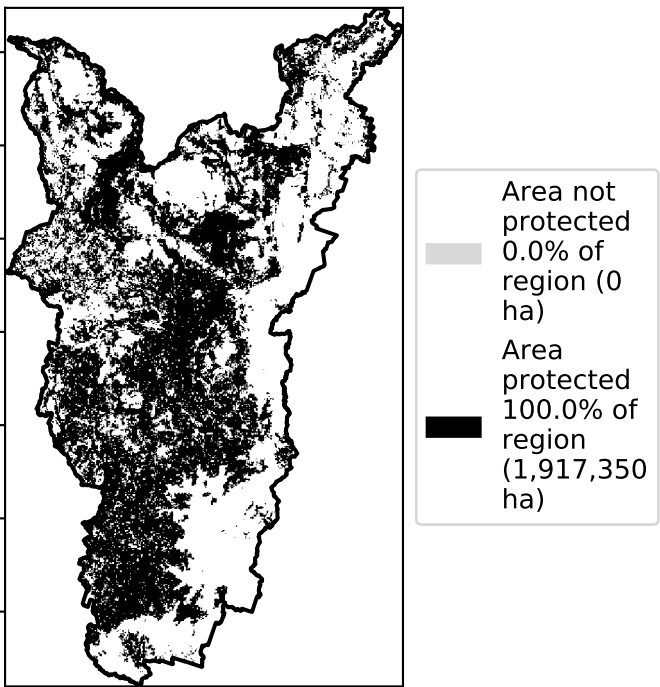 Area not
protected
0.0% of
region (0
ha)
Area
protected
100.0% of
region
(1,917,350
ha)